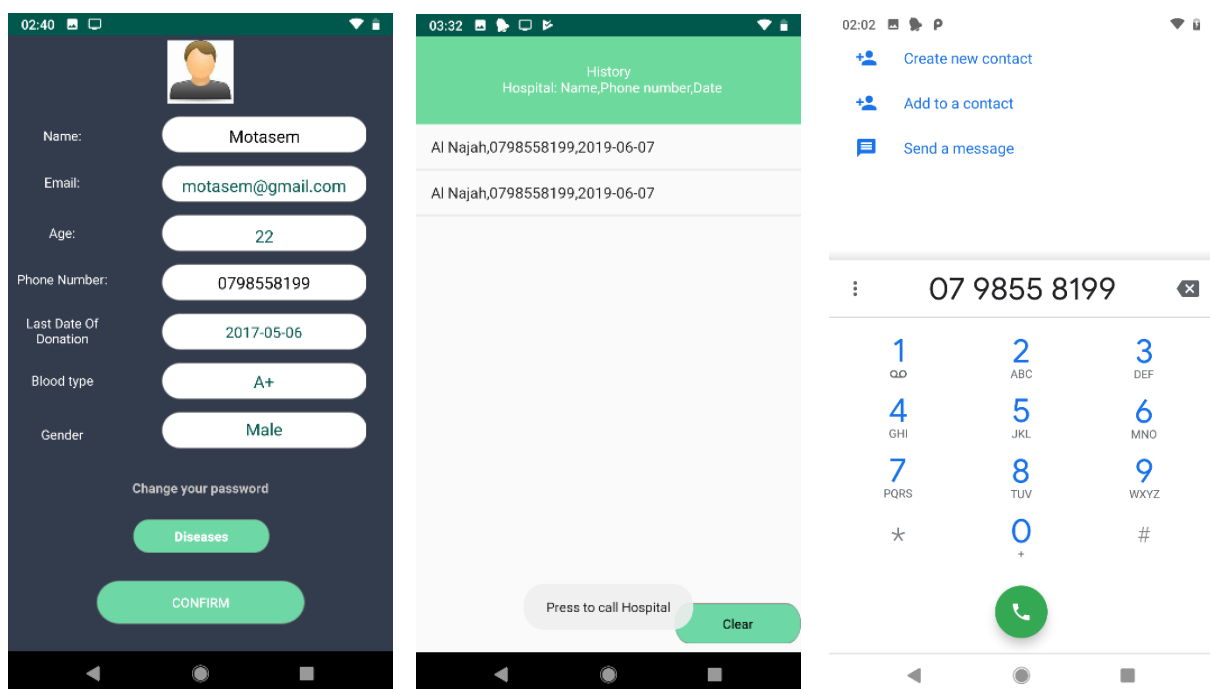 02:40
Name:
Motasem
Email:
motasem@gmail.com
Age:
22
Phone Number:
0798558199
Last Date Of
Donation
2017-05-06
Blood type
A+
Gender
Male
Change your password
Diseases
CONFIRM
03:32
History
Hospital: Name,Phone number,Date
Al Najah,0798558199,2019-06-07
Al Najah,0798558199,2019-06-07
Press to call Hospital
Clear
02:02
Create new contact
Add to a contact
Send a message
07 9855 8199
1 2 3
ABC DEF
4 5 6
GHI JKL MNO
7 8 9
PQRS TUV WXYZ
* 0 #
+